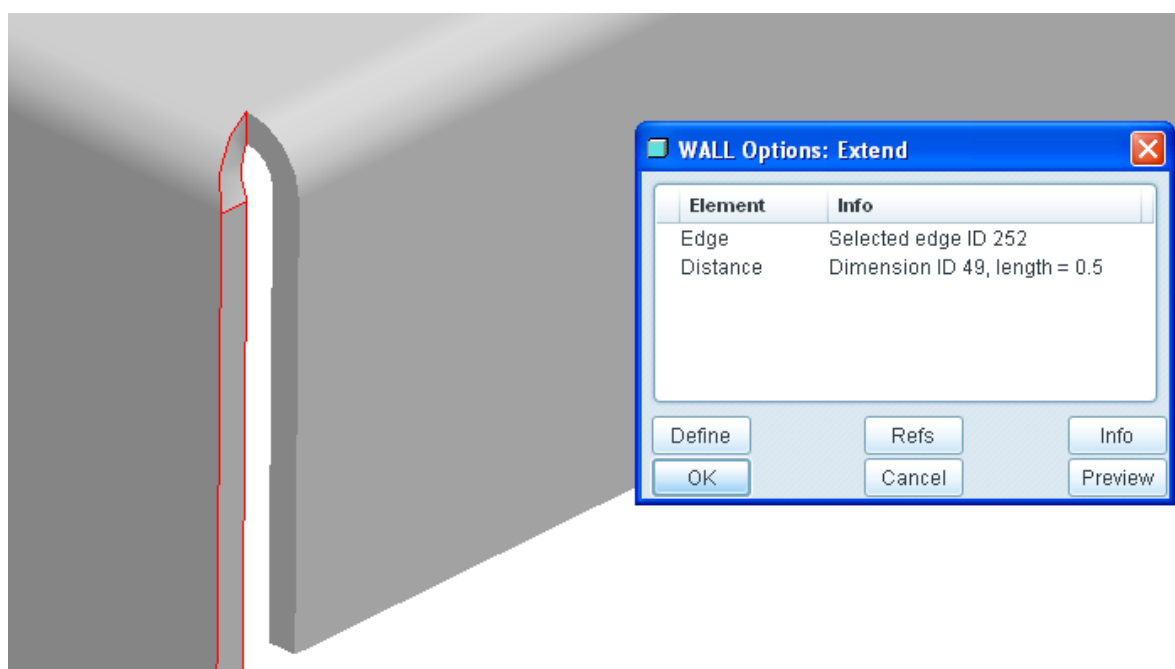 WALL Options: Extend
Element Info
Edge Selected edge ID 252
Distance Dimension ID 49, length = 0.5
Define Refs Info
OK Cancel Preview